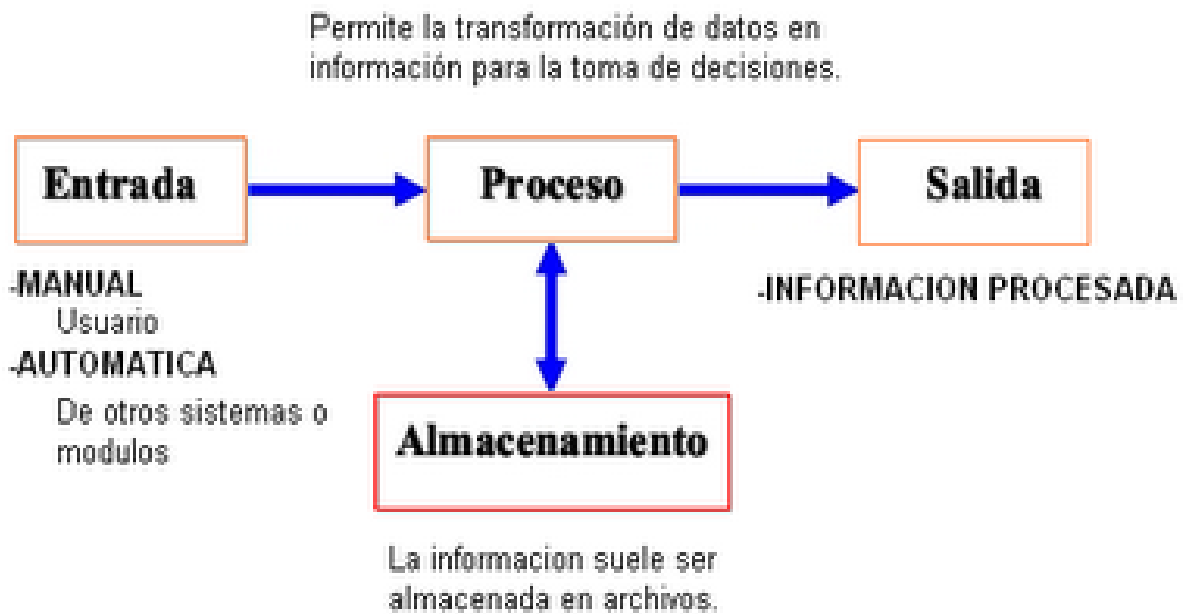 Permite la transformación de datos en
información para la toma de decisiones.
Entrada
Proceso
Salida
-MANUAL
Usuario
-AUTOMATICA
De otros sistemas o
modulos
-INFORMACION PROCESADA
Almacenamiento
La informacion suele ser
almacenada en archivos.